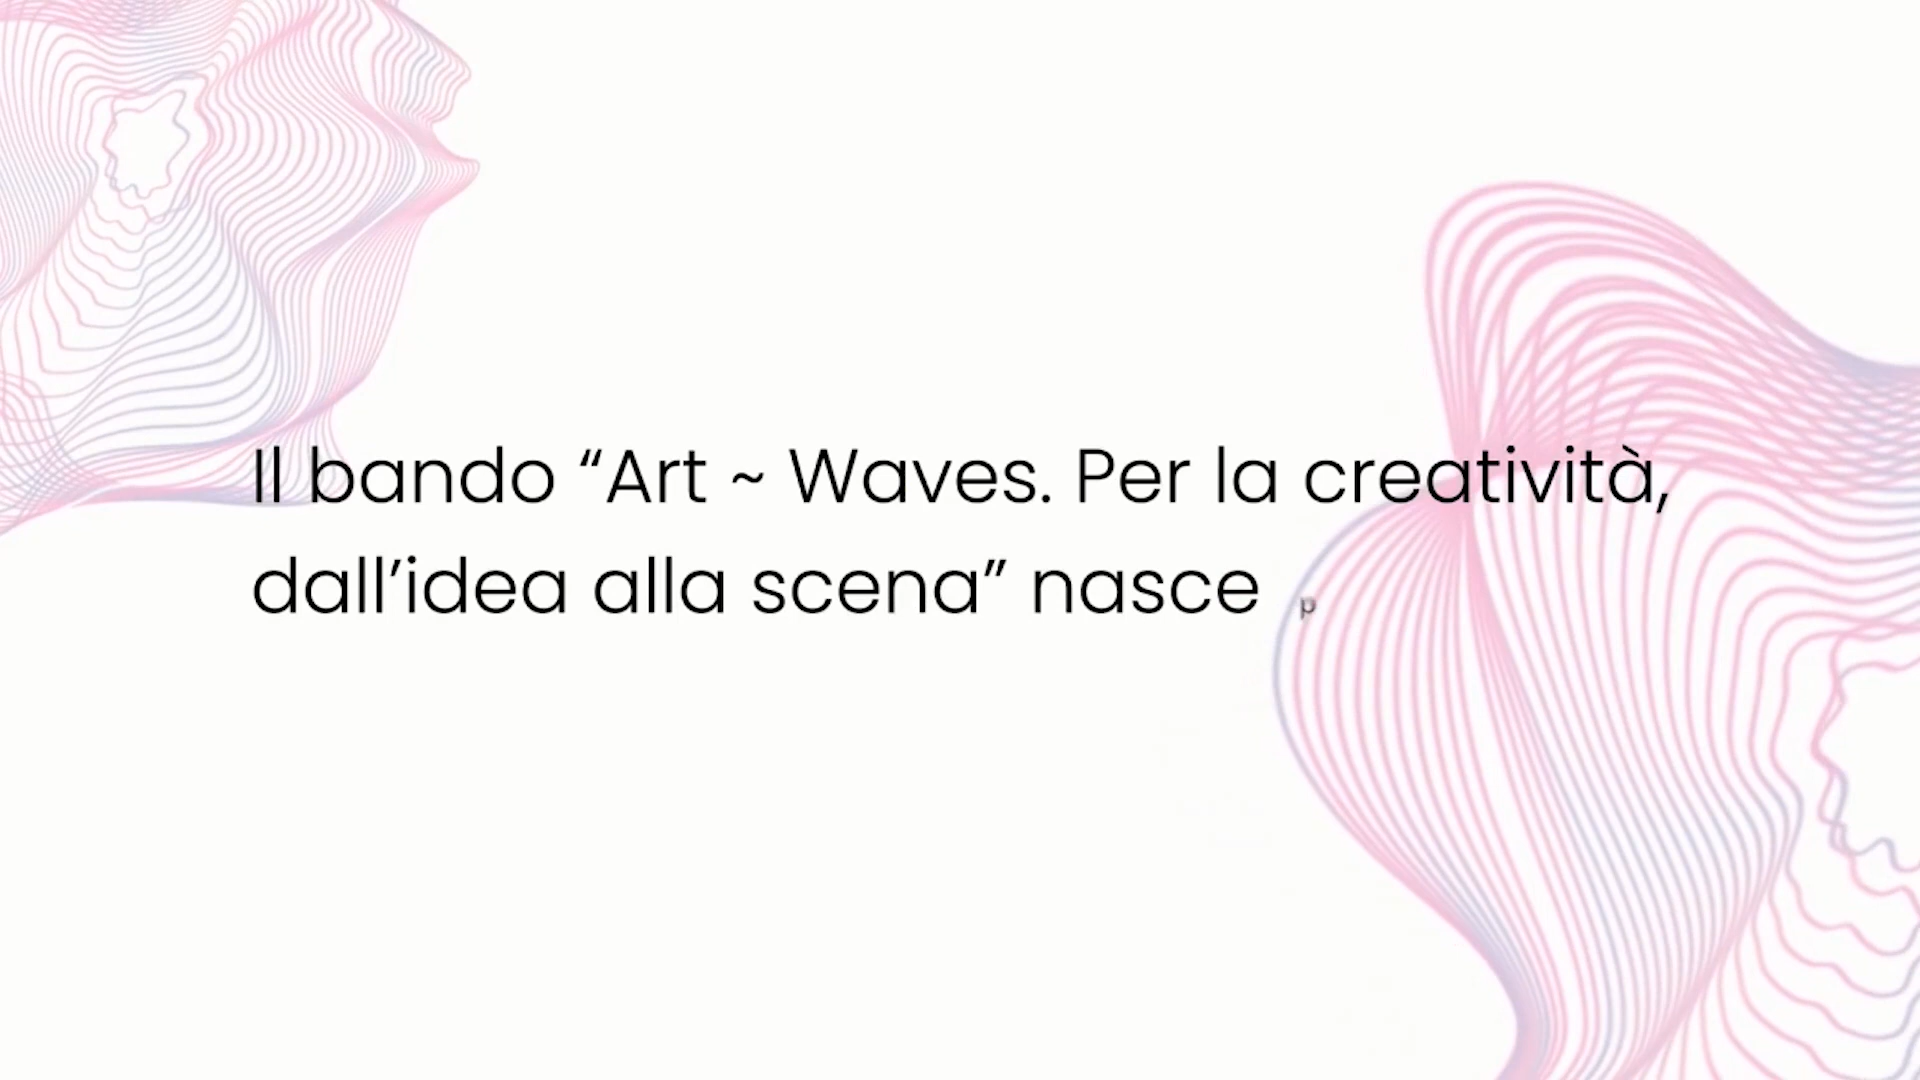 Il bando “Art ~ Waves. Per la creatività,
dall’idea alla scena” nasce p